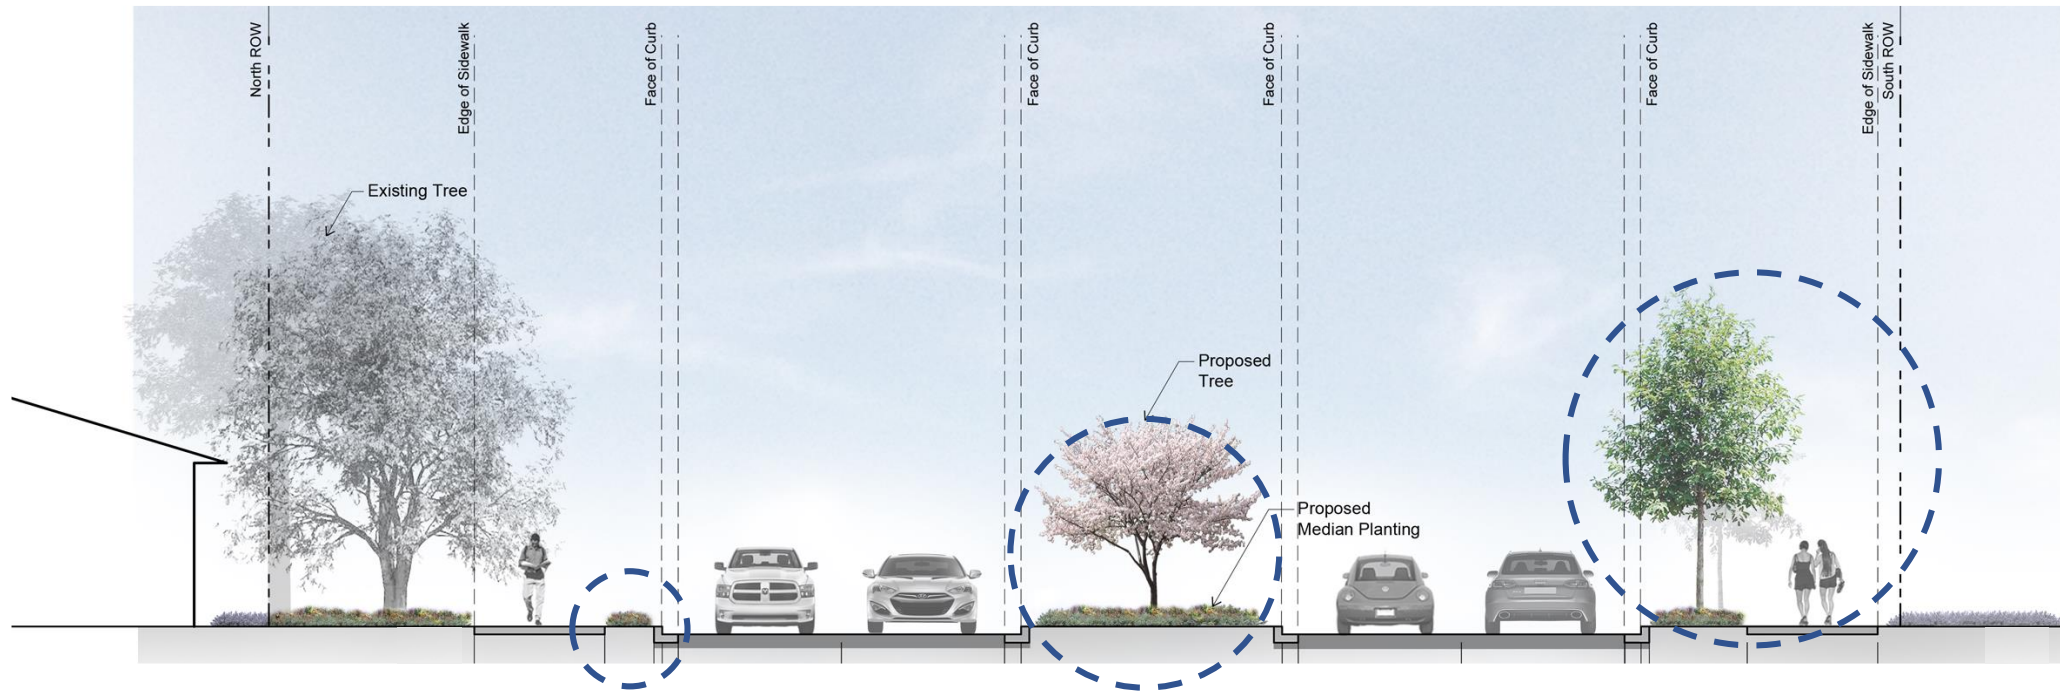 North ROW
Edge of Sidewalk
Face of Curb
Face of Curb
Face of Curb
Face of Curb
Edge of Sidewalk
South ROW
Existing Tree
Proposed
Tree
Proposed
Median Planting